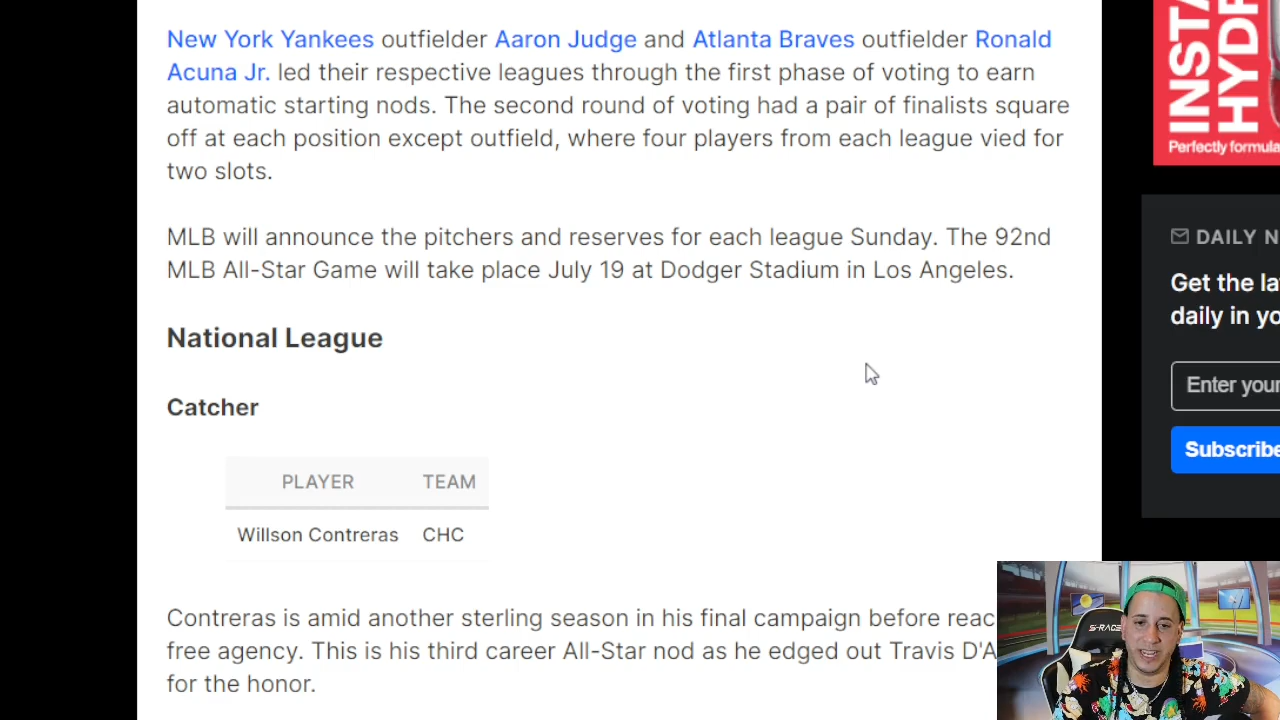 New York Yankees outfielder Aaron Judge and Atlanta Braves outfielder Ronald
Acuna Jr. led their respective leagues through the first phase of voting to earn
automatic starting nods. The second round of voting had a pair of finalists square
off at each position except outfield, where four players from each league vied for
two slots.
MLB will announce the pitchers and reserves for each league Sunday. The 92nd
MLB All-Star Game will take place July 19 at Dodger Stadium in Los Angeles.
National League
Catcher
PLAYER TEAM
Willson Contreras CHC
Contreras is amid another sterling season in his final campaign before reac
free agency. This is his third career All-Star nod as he edged out Travis D'A
for the honor.
INSTA
HYDR
Perfectly formula
DAILY N
Get the la
daily in yo
Enter your
Subscribe
S-RACE